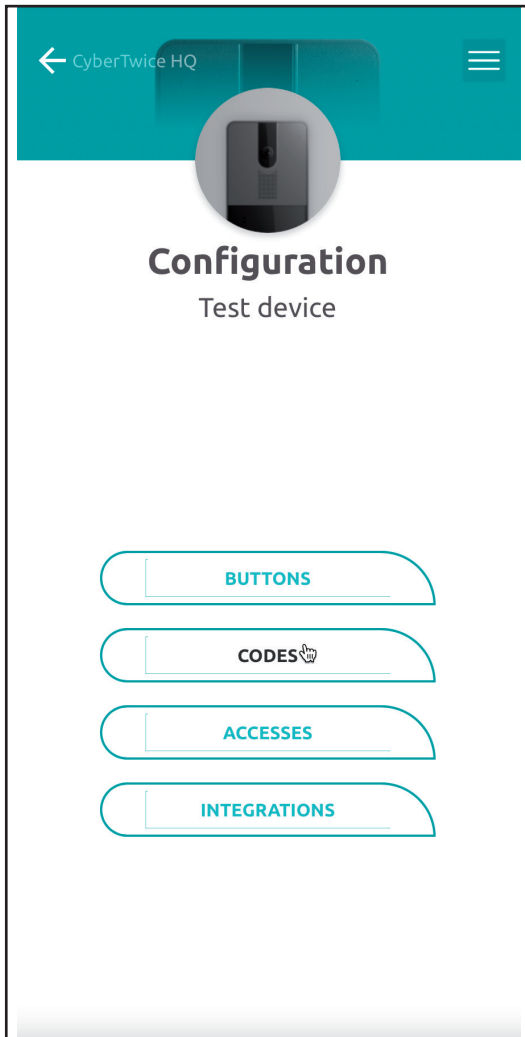 CyberTwice HQ
Configuration
Test device
BUTTONS
CODES
ACCESSES
INTEGRATIONS